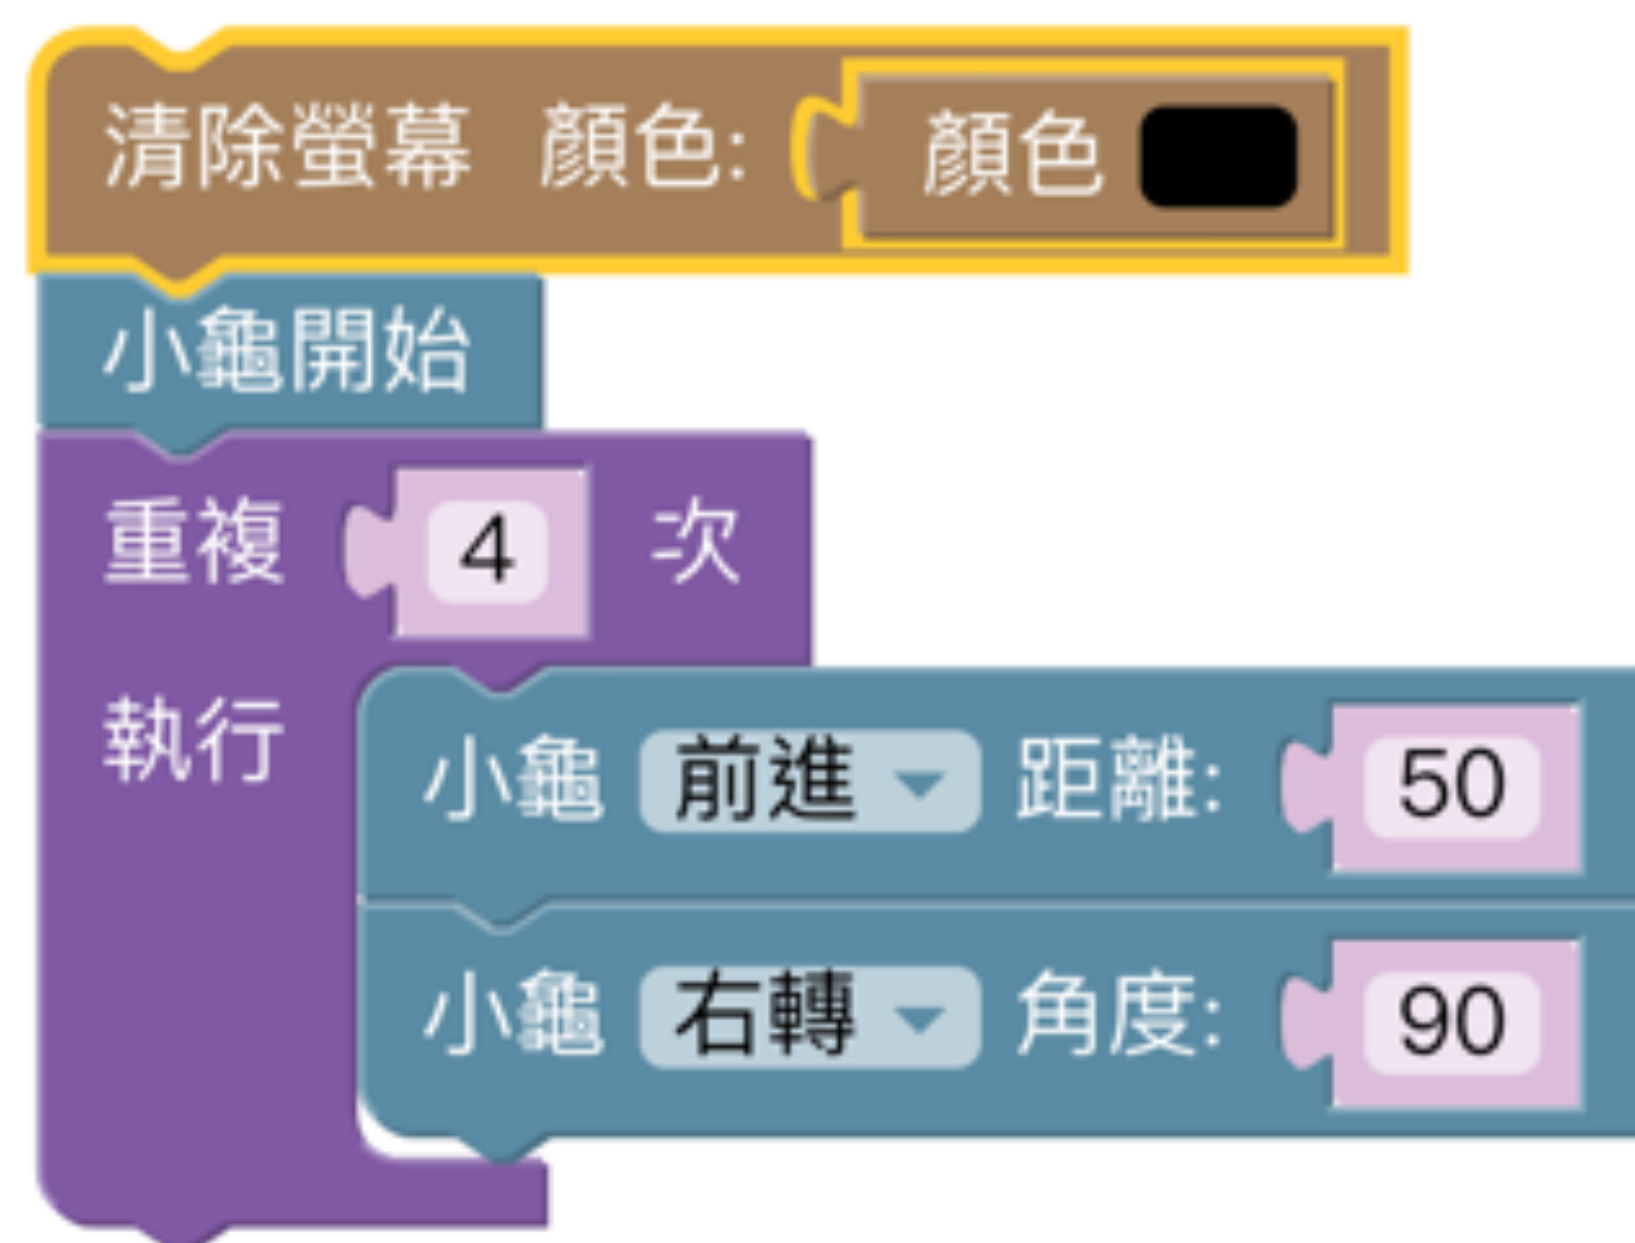 清除螢幕 顏色: 顏色
小龜開始
重複 4 次
執行
小龜 前進 距離: 50
小龜 右轉 角度: 90